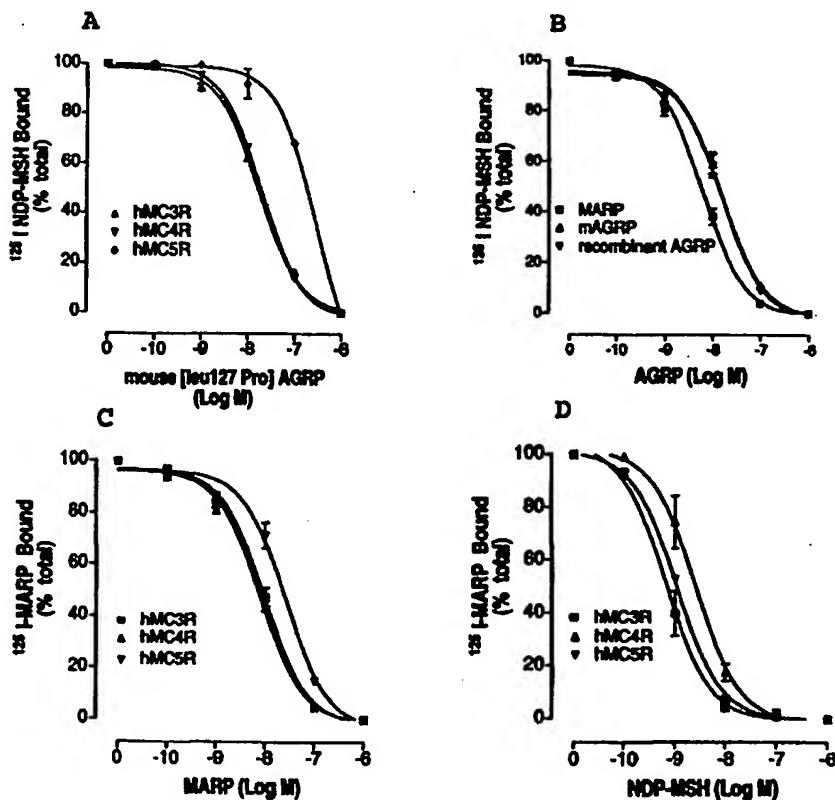 A
100
80
60
40
20
0
125 I NDP-MSH Bound
(% total)
hMC3R
hMC4R
hMC5R
0 -10 -9 -8 -7 -6
mouse [leu127 Pro] AGRP
(Log M)
B
100
80
60
40
20
0
125 I NDP-MSH Bound
(% total)
MARP
mAGRP
recombinant AGRP
0 -10 -9 -8 -7 -6
AGRP (Log M)
C
100
80
60
40
20
0
125 I-MARP Bound
(% total)
hMC3R
hMC4R
hMC5R
0 -10 -9 -8 -7 -6
MARP (Log M)
D
100
80
60
40
20
0
125 I-MARP Bound
(% total)
hMC3R
hMC4R
hMC5R
0 -10 -9 -8 -7 -6
NDP-MSH (Log M)